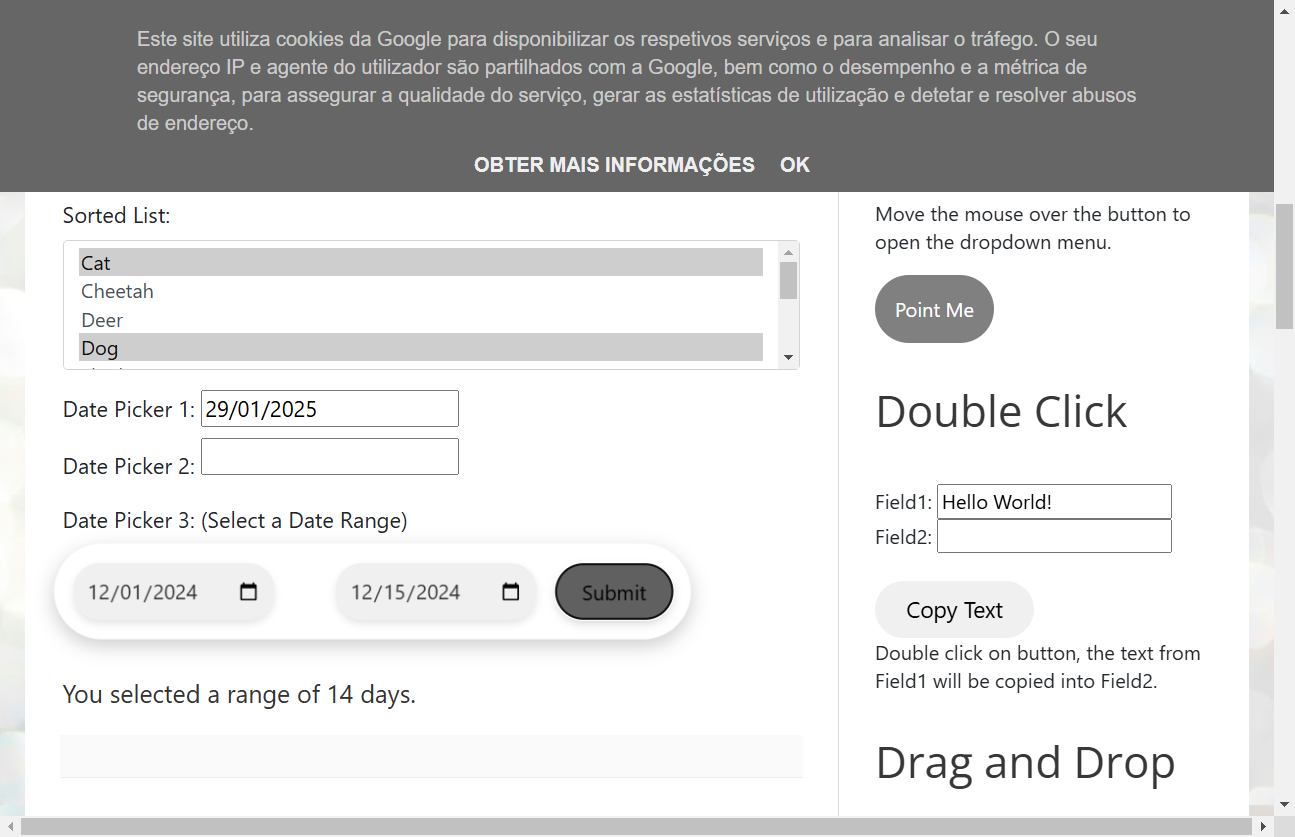 Este site utiliza cookies da Google para disponibilizar os respetivos serviços e para analisar o tráfego. O seu
endereço IP e agente do utilizador são partilhados com a Google, bem como o desempenho e a métrica de
segurança, para assegurar a qualidade do serviço, gerar as estatísticas de utilização e detetar e resolver abusos
de endereço.
OBTER MAIS INFORMAÇÕES OK
Sorted List:
Cat
Cheetah
Deer
Dog
Date Picker 1: 29/01/2025
Date Picker 2:
Date Picker 3: (Select a Date Range)
12/01/2024 12/15/2024 Submit
You selected a range of 14 days.
Move the mouse over the button to
open the dropdown menu.
Point Me
Double Click
Field1: Hello World!
Field2:
Copy Text
Double click on button, the text from
Field1 will be copied into Field2.
Drag and Drop